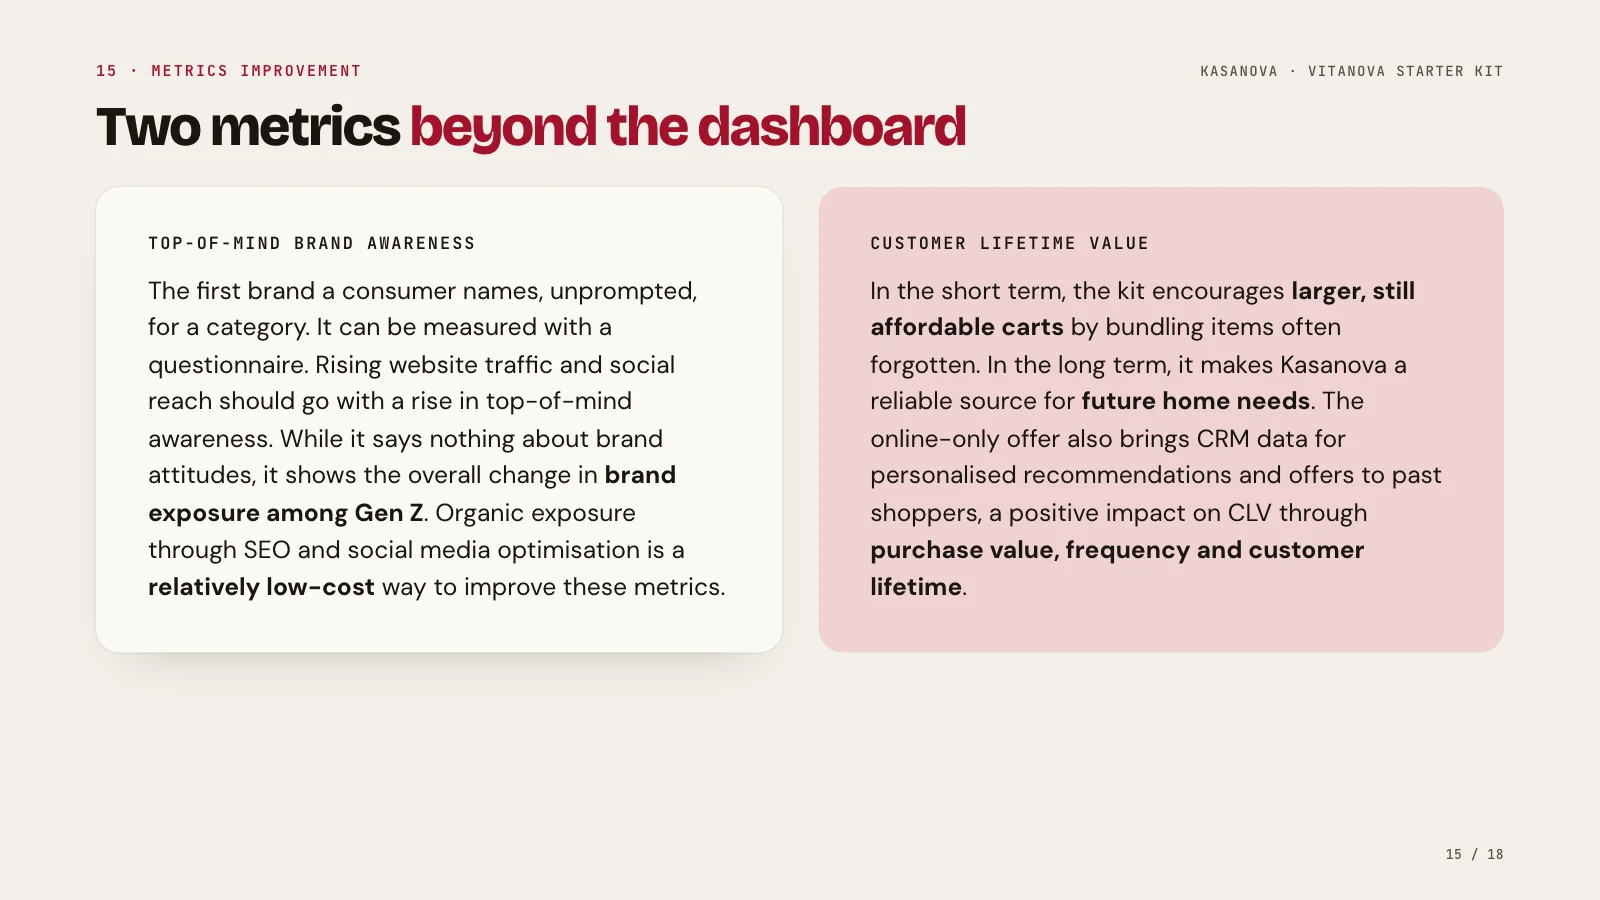 15 · METRICS IMPROVEMENT
KASANOVA · VITANOVA STARTER KIT
Two metrics beyond the dashboard
TOP-OF-MIND BRAND AWARENESS
The first brand a consumer names, unprompted,
for a category. It can be measured with a
questionnaire. Rising website traffic and social
reach should go with a rise in top-of-mind
awareness. While it says nothing about brand
attitudes, it shows the overall change in brand
exposure among Gen Z. Organic exposure
through SEO and social media optimisation is a
relatively low-cost way to improve these metrics.
CUSTOMER LIFETIME VALUE
In the short term, the kit encourages larger, still
affordable carts by bundling items often
forgotten. In the long term, it makes Kasanova a
reliable source for future home needs. The
online-only offer also brings CRM data for
personalised recommendations and offers to past
shoppers, a positive impact on CLV through
purchase value, frequency and customer
lifetime.
15 / 18